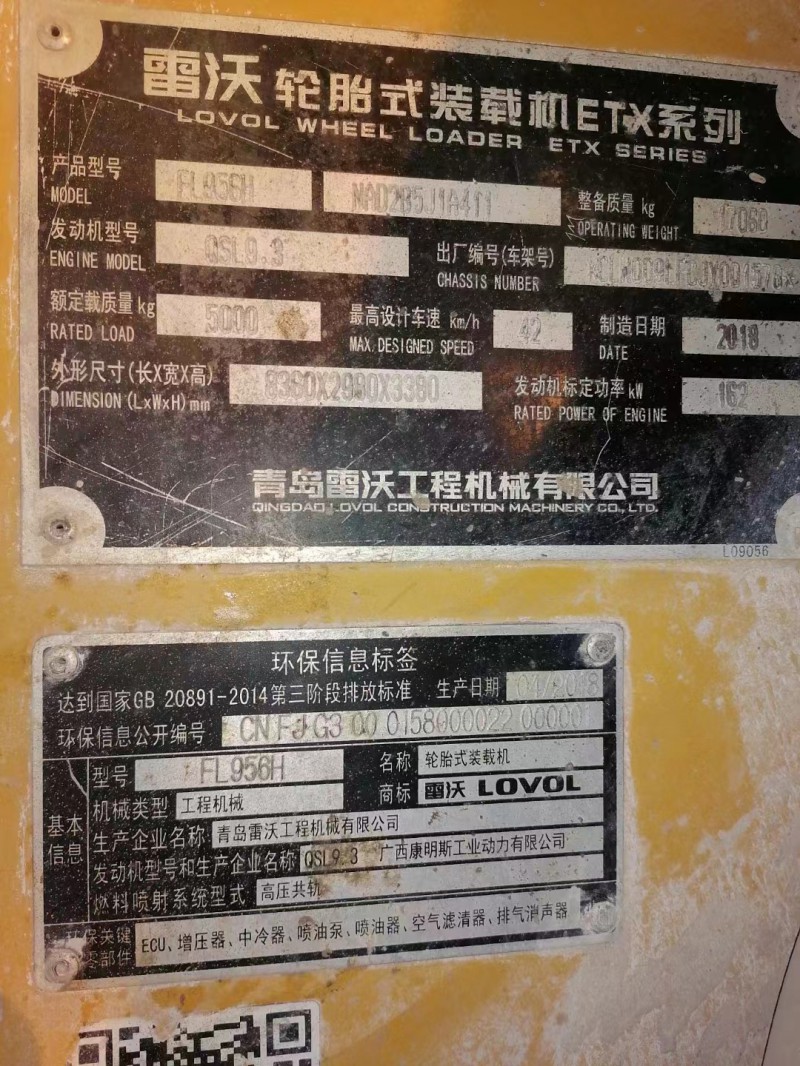 雷沃轮胎式装载机ETX系列
LOVOL WHEEL LOADER ETX SERIES
产品型号 FL956H 整备质量 kg 17060
MODEL OPERATING WEIGHT
发动机型号 QSL9.3 出厂编号(车架号)
ENGINE MODEL CHASSIS NUMBER
额定载质量kg 5000 最高设计车速 km/h 42 制造日期 2018
RATED LOAD MAX DESIGNED SPEED DATE
外形尺寸(长X宽X高) 发动机标定功率 kW 162
DIMENSION (LxWxH) mm RATED POWER OF ENGINE
青岛雷沃工程机械有限公司
QINGDAO LOVOL CONSTRUCTION MACHINERY CO., LTD.
L09056
环保信息标签
达到国家GB 20891-2014第三阶段排放标准 生产日期 04/2018
环保信息公开编号 CN FJ G3 00 0158000022 000001
基本信息
型号 FL956H 名称 轮胎式装载机
机械类型 工程机械 商标 雷沃 LOVOL
生产企业名称 青岛雷沃工程机械有限公司
发动机型号和生产企业名称 QSL9.3 广西康明斯工业动力有限公司
燃料喷射系统型式 高压共轨
环保关键零部件 ECU、增压器、中冷器、喷油泵、喷油器、空气滤清器、排气消声器